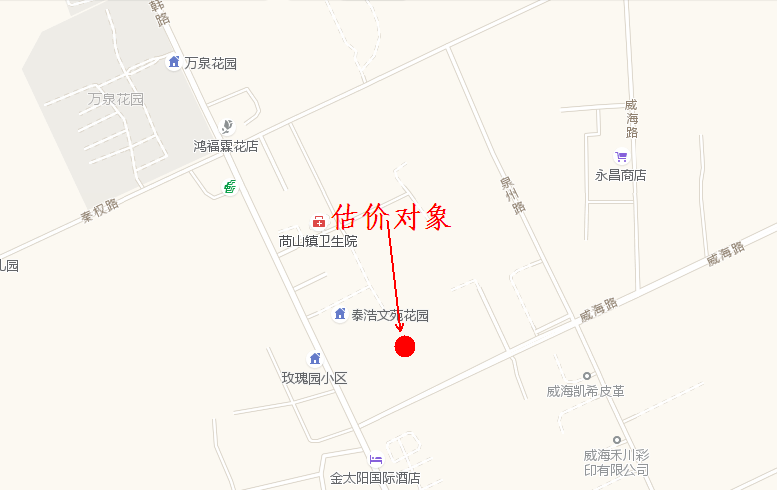 韩路
万泉花园
万泉花园
威海路
鸿福霖花店
永昌商店
秦权路
泉州路
估价对象
苘山镇卫生院
威海路
儿园
威海路
泰浩文苑花园
玫瑰园小区
威海凯希皮革
威海禾川彩
印有限公司
金太阳国际酒店